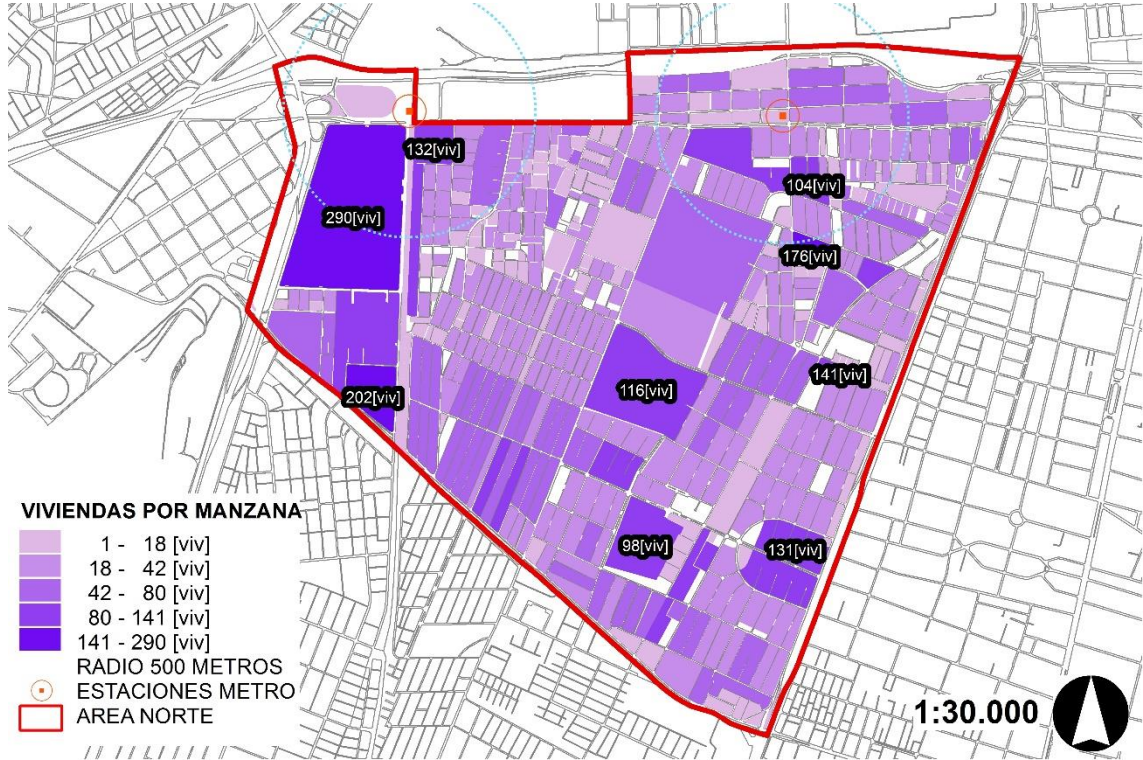 132[viv]
104[viv]
290[viv]
176[viv]
141[viv]
116[viv]
202[viv]
98[viv]
131[viv]
VIVIENDAS POR MANZANA
1 - 18 [viv]
18 - 42 [viv]
42 - 80 [viv]
80 - 141 [viv]
141 - 290 [viv]
RADIO 500 METROS
ESTACIONES METRO
AREA NORTE
1:30.000